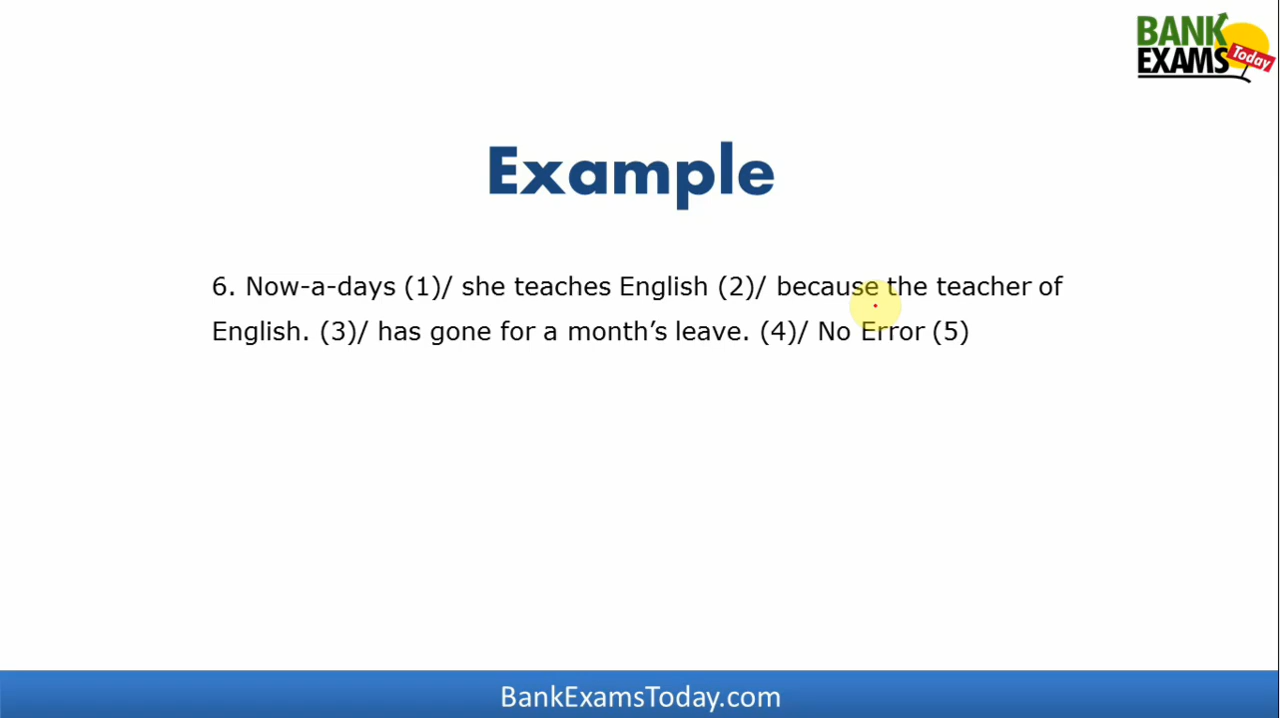 BANK
EXAMS
Today
Example
6. Now-a-days (1)/ she teaches English (2)/ because the teacher of
English. (3)/ has gone for a month’s leave. (4)/ No Error (5)
BankExamsToday.com